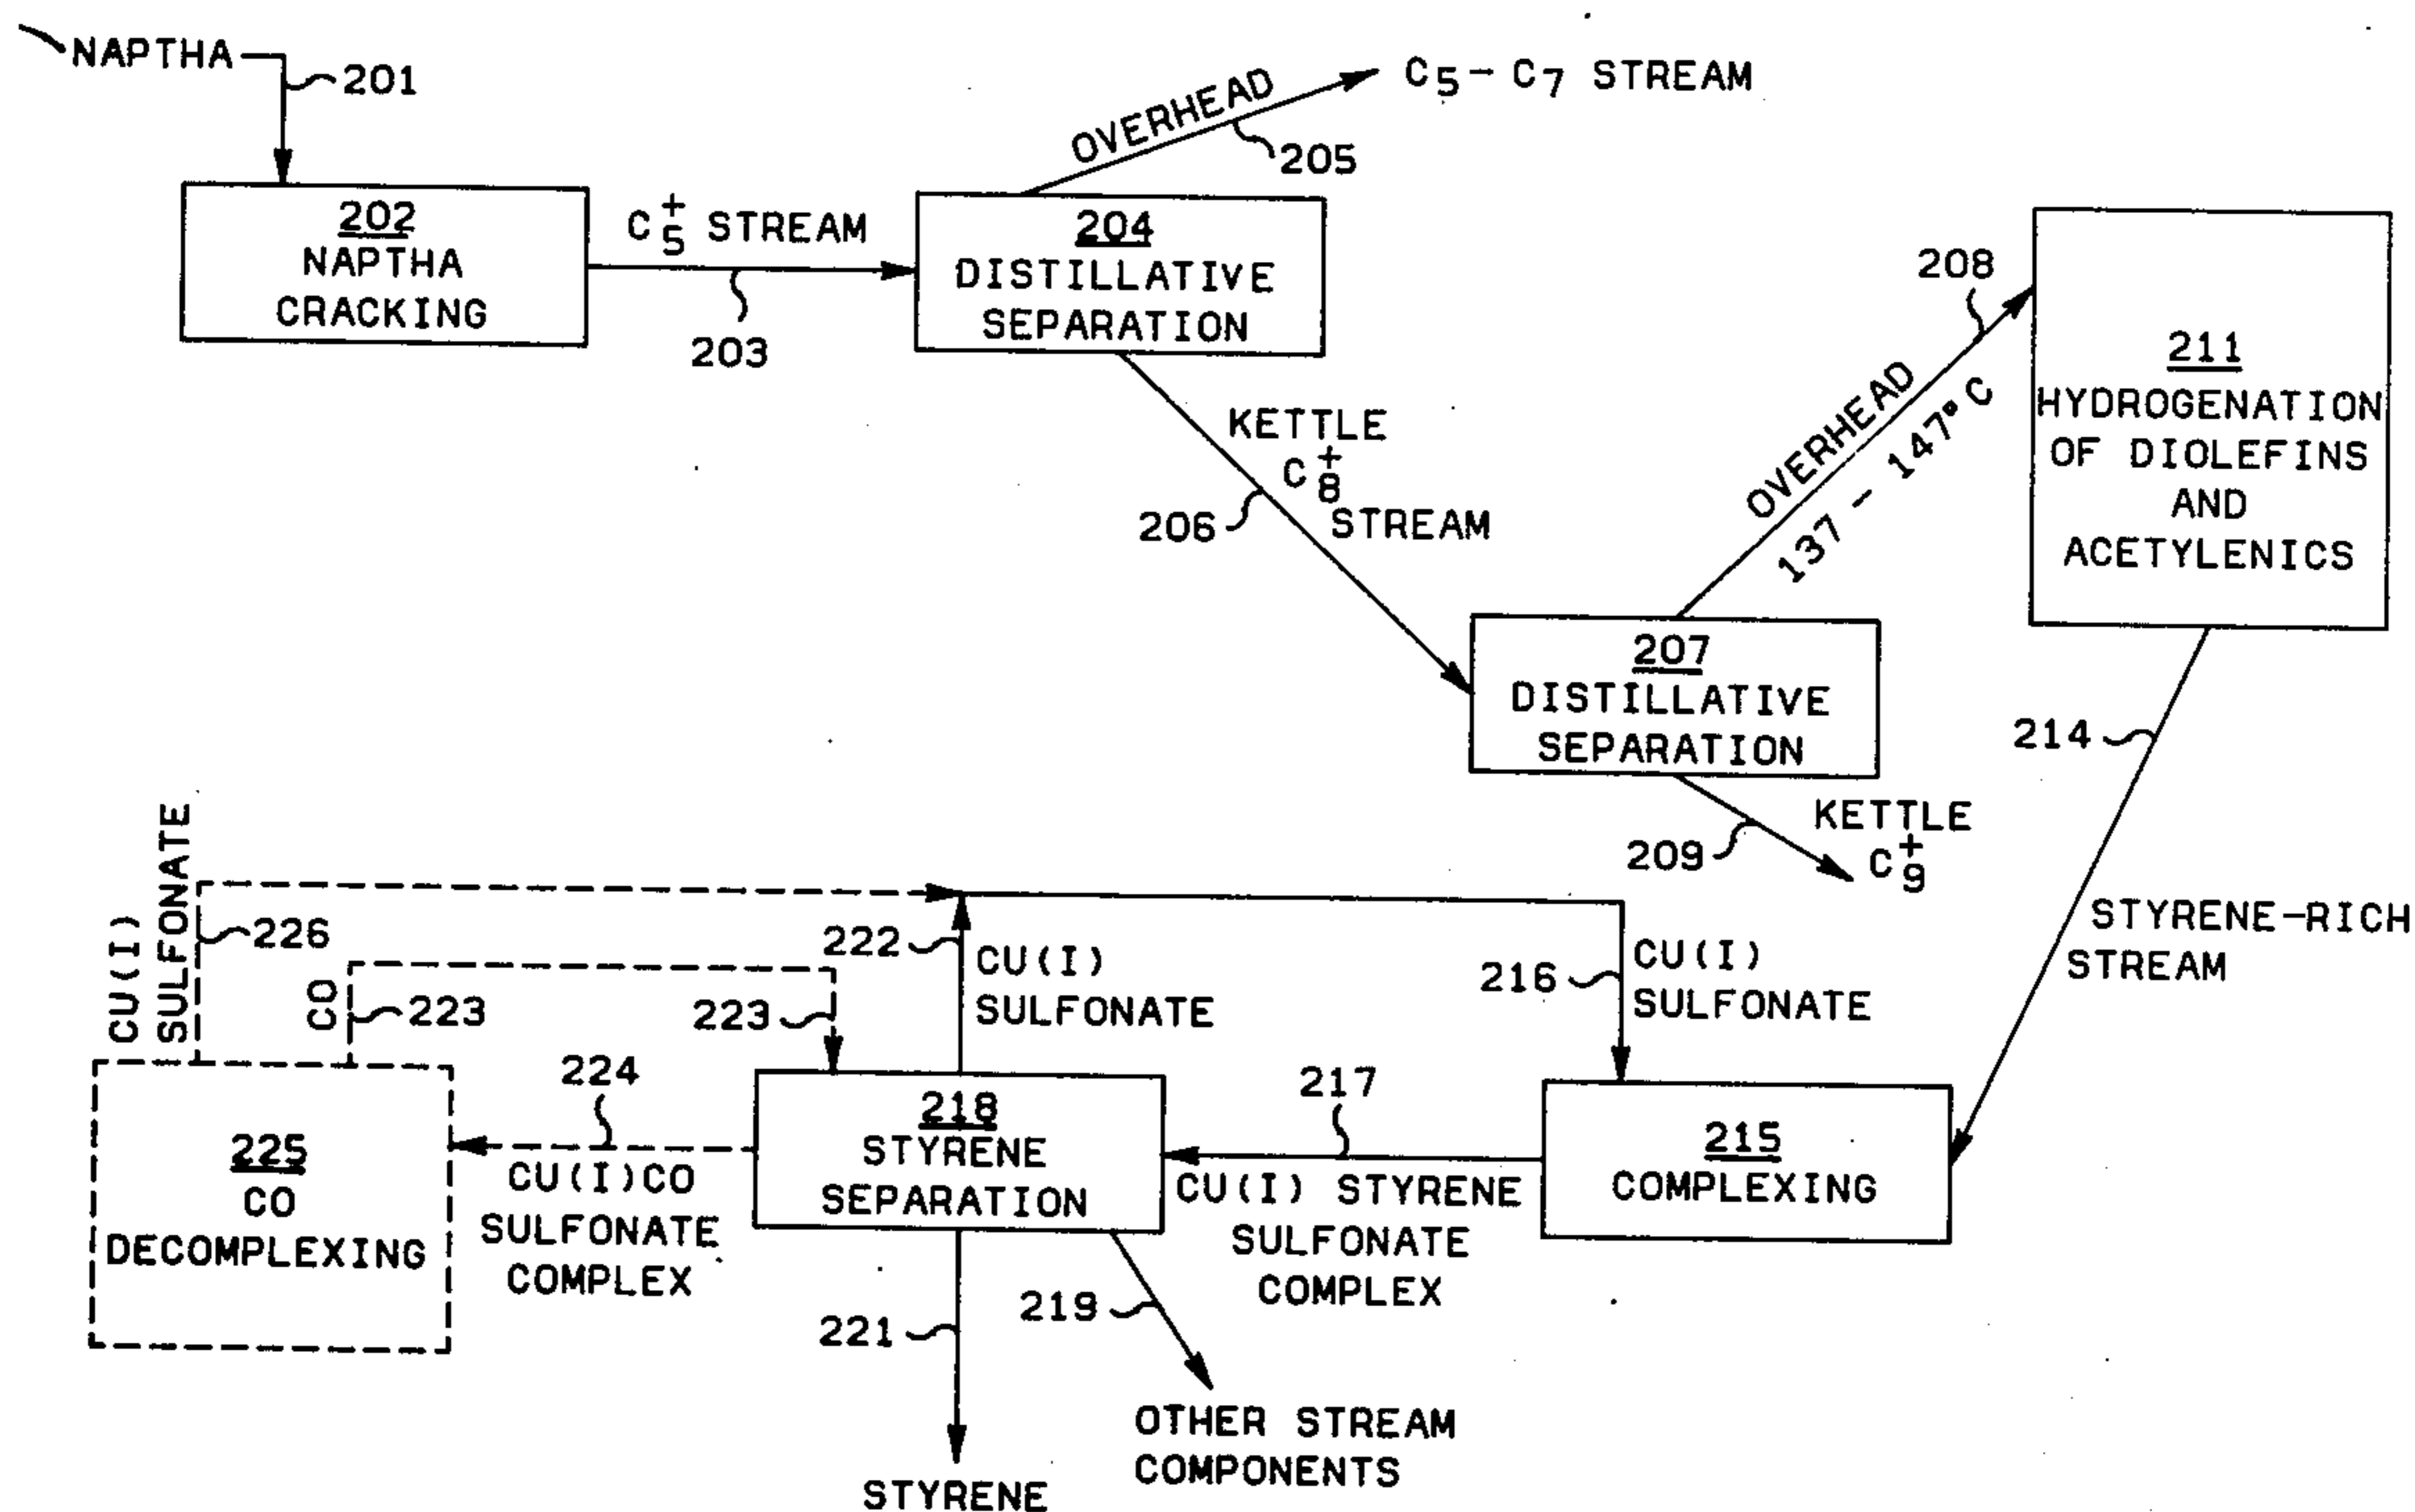 NAPTHA
201
202
NAPTHA
CRACKING
C5+ STREAM
203
204
DISTILLATIVE
SEPARATION
OVERHEAD
205
C5 – C7 STREAM
KETTLE
C8+
STREAM
206
207
DISTILLATIVE
SEPARATION
OVERHEAD
137 – 147°C
208
KETTLE
C9+
209
211
HYDROGENATION
OF DIOLEFINS
AND
ACETYLENICS
214
STYRENE-RICH
STREAM
215
COMPLEXING
216
CU(I)
SULFONATE
217
CU(I) STYRENE
SULFONATE
COMPLEX
218
STYRENE
SEPARATION
219
OTHER STREAM
COMPONENTS
221
STYRENE
222
CU(I)
SULFONATE
223
CO
223
224
CU(I)CO
SULFONATE
COMPLEX
225
CO
DECOMPLEXING
226
CU(I)
SULFONATE